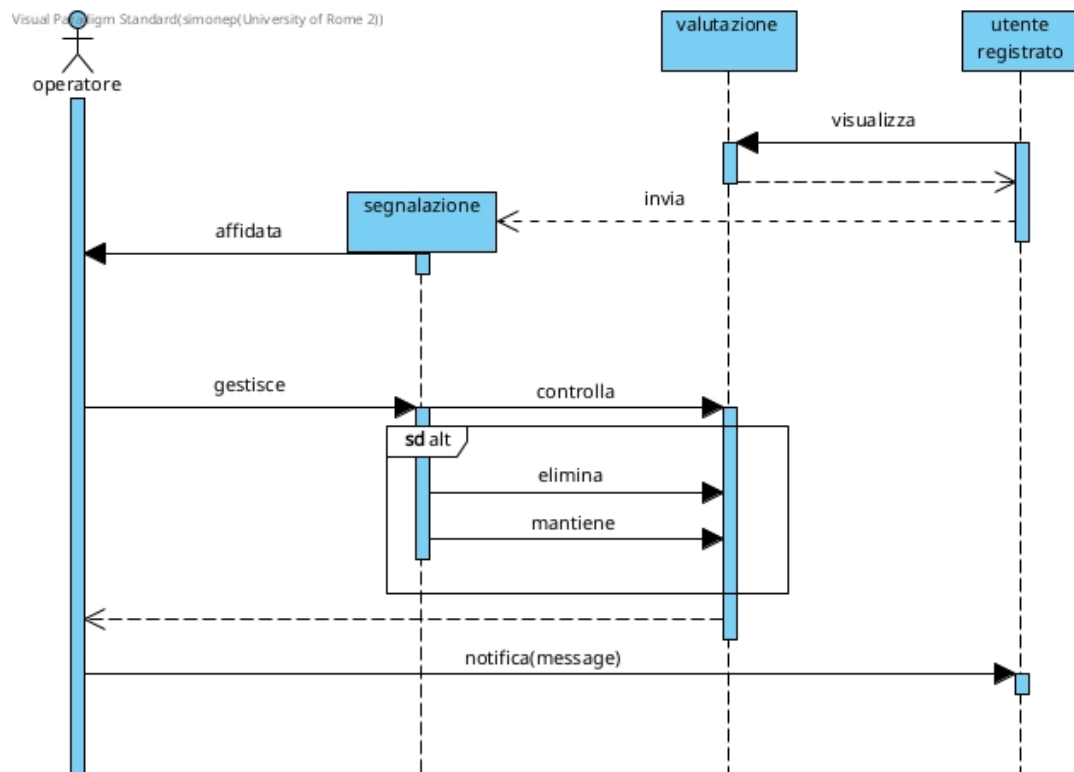 Visual Paradigm Standard(simonep(University of Rome 2))
operatore
valutazione
utente
registrato
visualizza
segnalazione
invia
affidata
gestisce
controlla
sd alt
elimina
mantiene
notifica(message)